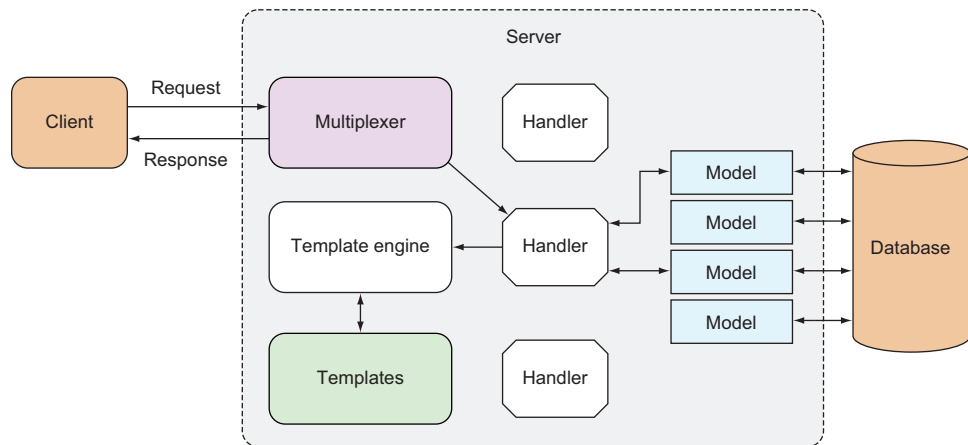 Server
Request
Client
Multiplexer
Handler
Response
Model
Model
Template engine
Handler
Database
Model
Model
Templates
Handler